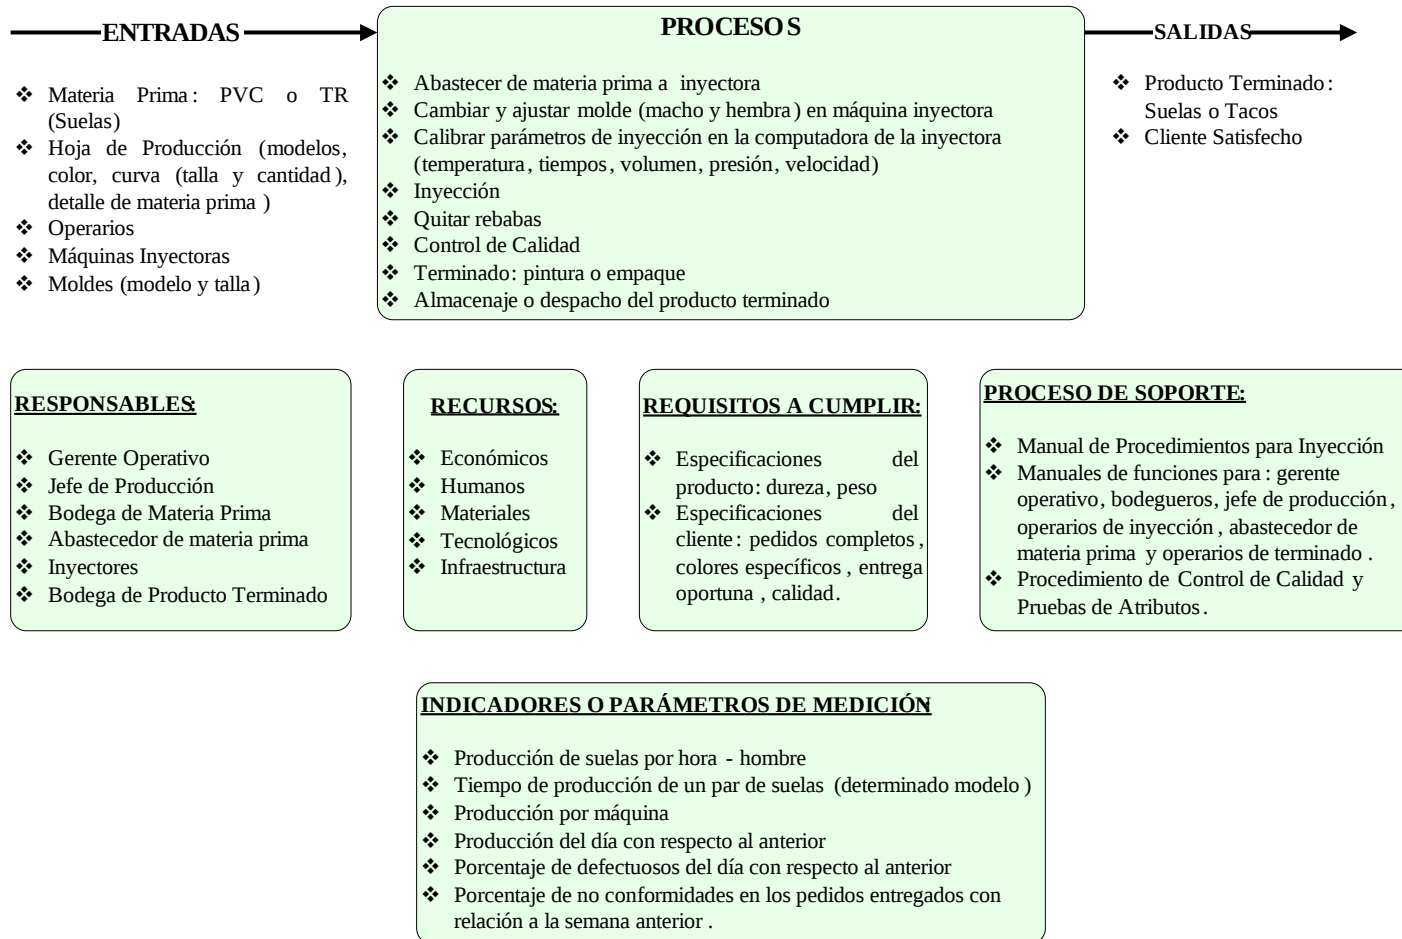 ENTRADAS
Materia Prima: PVC o TR
(Suelas)
Hoja de Producción (modelos,
color, curva (talla y cantidad),
detalle de materia prima )
Operarios
Máquinas Inyectoras
Moldes (modelo y talla)
PROCESOS
Abastecer de materia prima a inyectora
Cambiar y ajustar molde (macho y hembra) en máquina inyectora
Calibrar parámetros de inyección en la computadora de la inyectora
(temperatura, tiempos, volumen, presión, velocidad)
Inyección
Quitar rebabas
Control de Calidad
Terminado: pintura o empaque
Almacenaje o despacho del producto terminado
SALIDAS
Producto Terminado:
Suelas o Tacos
Cliente Satisfecho
RESPONSABLES:
Gerente Operativo
Jefe de Producción
Bodega de Materia Prima
Abastecedor de materia prima
Inyectores
Bodega de Producto Terminado
RECURSOS:
Económicos
Humanos
Materiales
Tecnológicos
Infraestructura
REQUISITOS A CUMPLIR:
Especificaciones del
producto: dureza, peso
Especificaciones del
cliente: pedidos completos,
colores específicos, entrega
oportuna, calidad.
PROCESO DE SOPORTE:
Manual de Procedimientos para Inyección
Manuales de funciones para: gerente
operativo, bodegueros, jefe de producción,
operarios de inyección, abastecedor de
materia prima y operarios de terminado.
Procedimiento de Control de Calidad y
Pruebas de Atributos.
INDICADORES O PARÁMETROS DE MEDICIÓN:
Producción de suelas por hora - hombre
Tiempo de producción de un par de suelas (determinado modelo)
Producción por máquina
Producción del día con respecto al anterior
Porcentaje de defectuosos del día con respecto al anterior
Porcentaje de no conformidades en los pedidos entregados con
relación a la semana anterior.